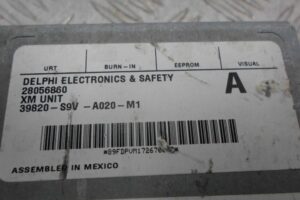 URT BURN-IN EEPROM VISUAL
DELPHI ELECTRONICS & SAFETY
28056860
XM UNIT
39820-S9V -A020-M1
A
ASSEMBLED IN MEXICO